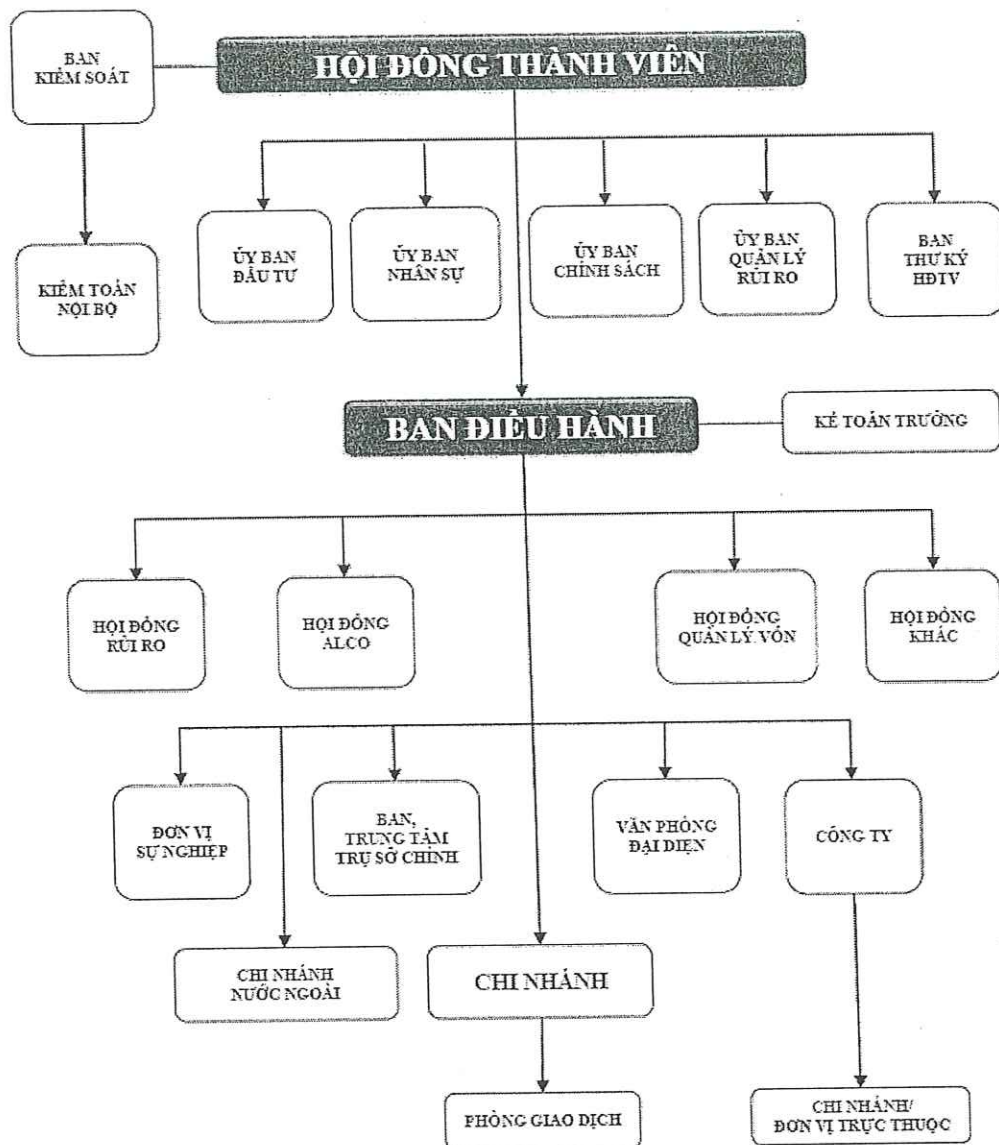 BAN
KIỂM SOÁT
HỘI ĐỒNG THÀNH VIÊN
KIỂM TOÁN
NỘI BỘ
ỦY BAN
ĐẦU TƯ
ỦY BAN
NHÂN SỰ
ỦY BAN
CHÍNH SÁCH
ỦY BAN
QUẢN LÝ
RỦI RO
BAN
THƯ KÝ
HĐTV
BAN ĐIỀU HÀNH
KẾ TOÁN TRƯỞNG
HỘI ĐỒNG
RỦI RO
HỘI ĐỒNG
ALCO
HỘI ĐỒNG
QUẢN LÝ VỐN
HỘI ĐỒNG
KHÁC
ĐƠN VỊ
SỰ NGHIỆP
BAN,
TRUNG TÂM
TRỤ SỞ CHÍNH
VĂN PHÒNG
ĐẠI DIỆN
CÔNG TY
CHI NHÁNH
NƯỚC NGOÀI
CHI NHÁNH
PHÒNG GIAO DỊCH
CHI NHÁNH/
ĐƠN VỊ TRỰC THUỘC